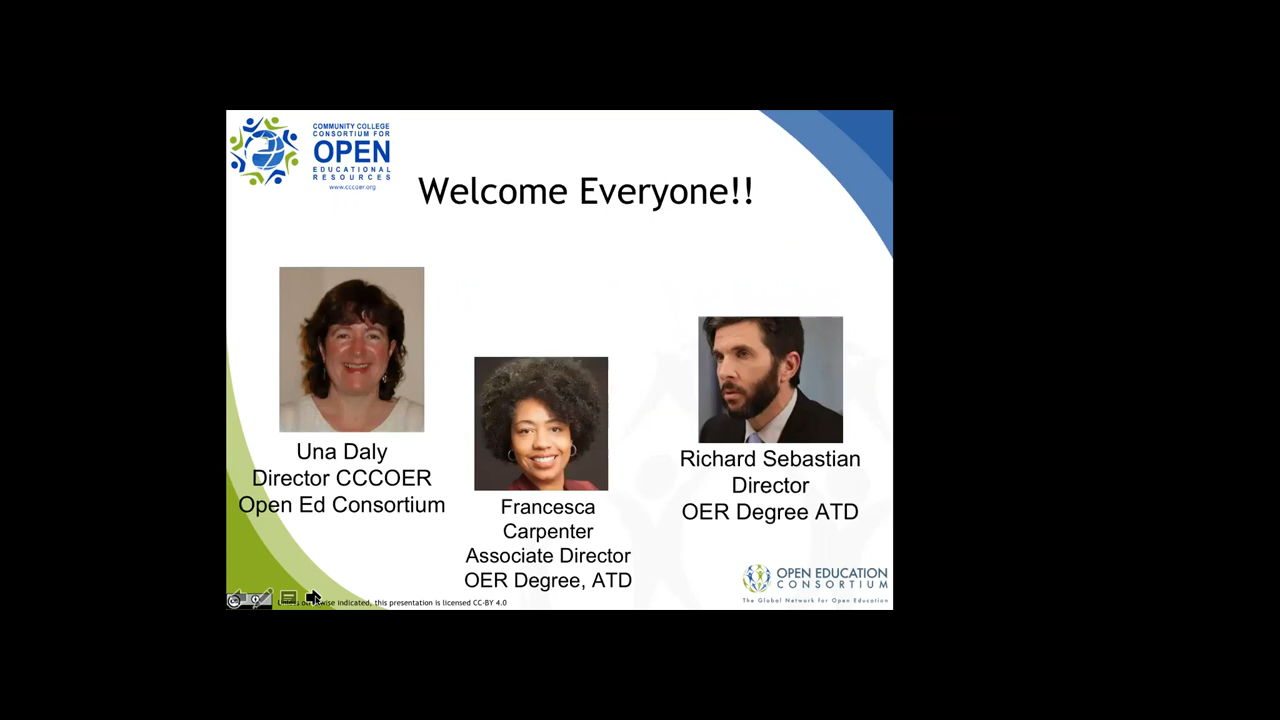 COMMUNITY COLLEGE
CONSORTIUM FOR
OPEN
EDUCATIONAL
RESOURCES
www.cccoer.org
Welcome Everyone!!
Una Daly
Director CCCOER
Open Ed Consortium
Francesca
Carpenter
Associate Director
OER Degree, ATD
Richard Sebastian
Director
OER Degree ATD
OPEN EDUCATION
CONSORTIUM
The Global Network for Open Education
indicated, this presentation is licensed CC-BY 4.0